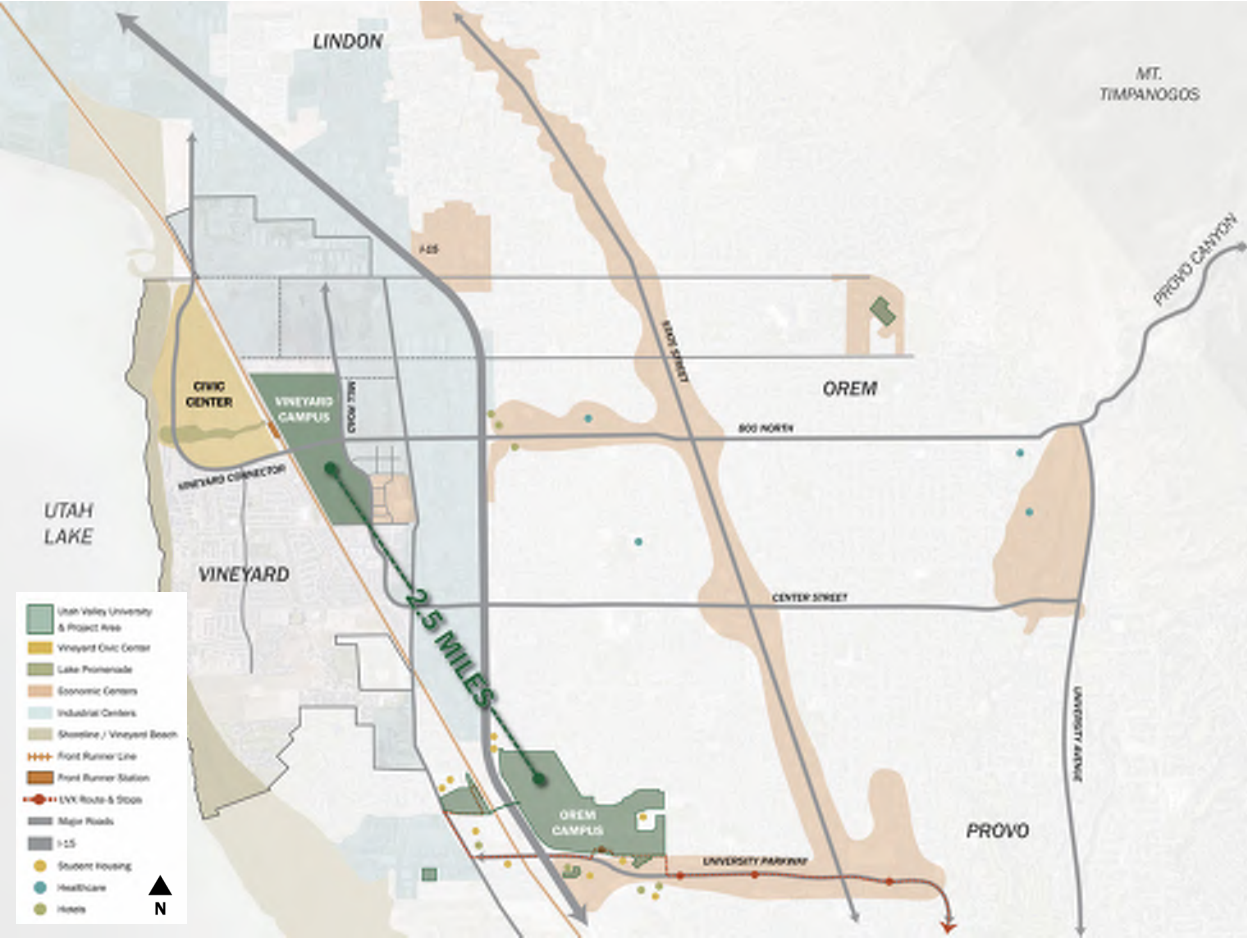 LINDON
MT.
TIMPANOGOS
I-15
PROVO CANYON
STATE STREET
CIVIC
CENTER
VINEYARD
CAMPUS
MILL ROAD
OREM
800 NORTH
VINEYARD CONNECTOR
UTAH
LAKE
VINEYARD
CENTER STREET
2.5 MILES
UNIVERSITY AVENUE
OREM
CAMPUS
PROVO
UNIVERSITY PARKWAY
Utah Valley University
& Project Area
Vineyard Civic Center
Lake Promenade
Economic Centers
Industrial Centers
Shoreline / Vineyard Beach
Front Runner Line
Front Runner Station
UVX Route & Stops
Major Roads
I-15
Student Housing
Healthcare
Hotels
N